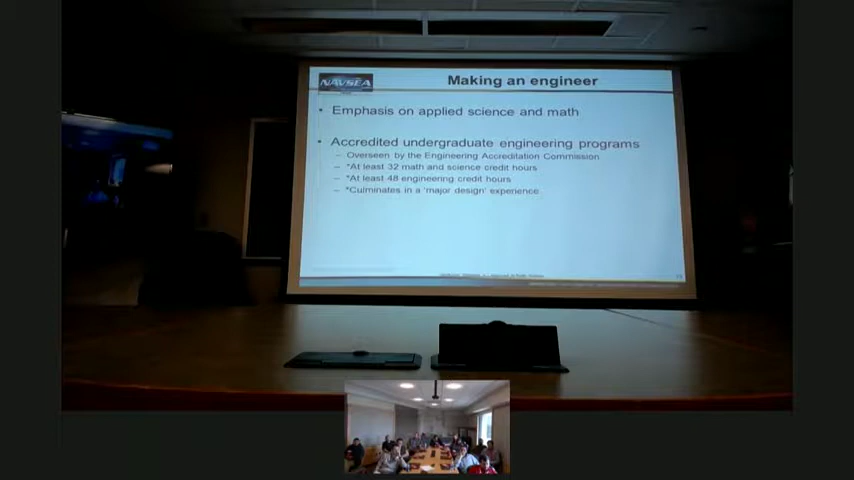 NAVSEA
Making an engineer
• Emphasis on applied science and math
• Accredited undergraduate engineering programs
– Overseen by the Engineering Accreditation Commission
– *At least 32 math and science credit hours
– *At least 48 engineering credit hours
– *Culminates in a 'major design' experience